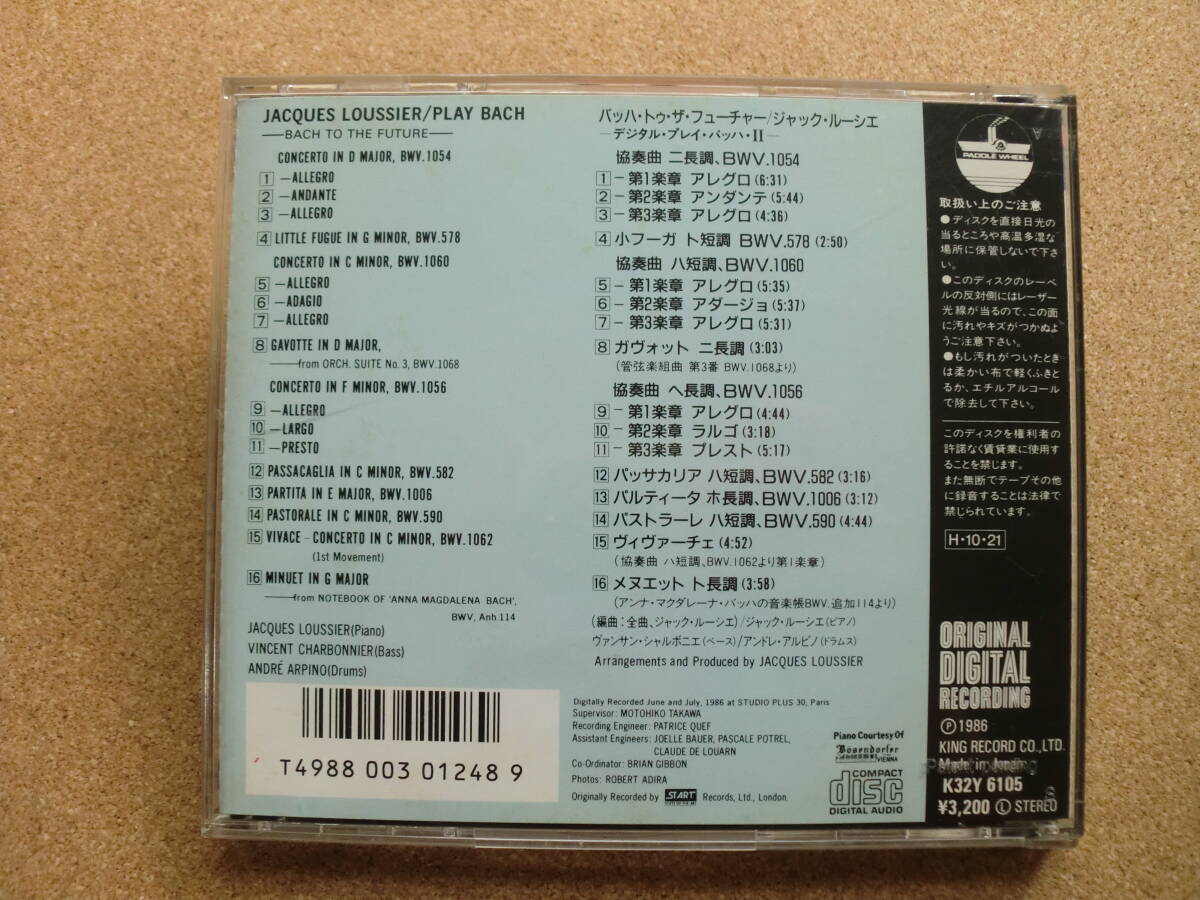 JACQUES LOUSSIER/PLAY BACH
—BACH TO THE FUTURE—
CONCERTO IN D MAJOR, BWV.1054
1 —ALLEGRO
2 —ANDANTE
3 —ALLEGRO
4 LITTLE FUGUE IN G MINOR, BWV.578
CONCERTO IN C MINOR, BWV.1060
5 —ALLEGRO
6 —ADAGIO
7 —ALLEGRO
8 GAVOTTE IN D MAJOR,
—from ORCH. SUITE No. 3, BWV.1068
CONCERTO IN F MINOR, BWV.1056
9 —ALLEGRO
10 —LARGO
11 —PRESTO
12 PASSACAGLIA IN C MINOR, BWV.582
13 PARTITA IN E MAJOR, BWV.1006
14 PASTORALE IN C MINOR, BWV.590
15 VIVACE – CONCERTO IN C MINOR, BWV.1062
(1st Movement)
16 MINUET IN G MAJOR
—from NOTEBOOK OF 'ANNA MAGDALENA BACH',
BWV, Anh.114
JACQUES LOUSSIER(Piano)
VINCENT CHARBONNIER(Bass)
ANDRÉ ARPINO(Drums)
T4988 003 01248 9
バッハ・トゥ・ザ・フューチャー/ジャック・ルーシエ
—デジタル・プレイ・バッハ・II—
協奏曲 ニ長調、BWV.1054
1 – 第1楽章 アレグロ (6:31)
2 – 第2楽章 アンダンテ (5:44)
3 – 第3楽章 アレグロ (4:36)
4 小フーガ ト短調 BWV.578 (2:50)
協奏曲 ハ短調、BWV.1060
5 – 第1楽章 アレグロ (5:35)
6 – 第2楽章 アダージョ (5:37)
7 – 第3楽章 アレグロ (5:31)
8 ガヴォット ニ長調 (3:03)
(管弦楽組曲 第3番 BWV.1068より)
協奏曲 ヘ長調、BWV.1056
9 – 第1楽章 アレグロ (4:44)
10 – 第2楽章 ラルゴ (3:18)
11 – 第3楽章 プレスト (5:17)
12 パッサカリア ハ短調、BWV.582 (3:16)
13 パルティータ ホ長調、BWV.1006 (3:12)
14 パストラーレ ハ短調、BWV.590 (4:44)
15 ヴィヴァーチェ (4:52)
(協奏曲 ハ短調、BWV.1062より第1楽章)
16 メヌエット ト長調 (3:58)
(アンナ・マクダレーナ・バッハの音楽帳BWV.追加114より)
(編曲:全曲、ジャック・ルーシエ)/ジャック・ルーシエ(ピアノ)
ヴァンサン・シャルボニエ(ベース)/アンドレ・アルピノ(ドラムス)
Arrangements and Produced by JACQUES LOUSSIER
Digitally Recorded June and July, 1986 at STUDIO PLUS 30, Paris
Supervisor: MOTOHIKO TAKAWA
Recording Engineer: PATRICE QUEF
Assistant Engineers: JOELLE BAUER, PASCALE POTREL,
CLAUDE DE LOUARN
Co-Ordinator: BRIAN GIBBON
Photos: ROBERT ADIRA
Originally Recorded by START Records, Ltd., London.
Piano Courtesy Of
Bösendorfer
VIENNA
COMPACT
disc
DIGITAL AUDIO
PADDLE WHEEL
取扱い上のご注意
●ディスクを直接日光の
当るところや高温多湿な
場所に保管しないで下さ
い。
●このディスクのレーベ
ルの反対側にはレーザー
光線が当るので、この面
に汚れやキズがつかぬよ
うご注意下さい。
●もし汚れがついたとき
は柔かい布で軽くふきと
るか、エチルアルコール
で除去して下さい。
このディスクを権利者の
許諾なく賃貸業に使用す
ることを禁じます。
また無断でテープその他
に録音することは法律で
禁じられています。
H・10・21
ORIGINAL
DIGITAL
RECORDING
Ⓟ1986
KING RECORD CO.,LTD.
Made in Japan
K32Y 6105
¥3,200 Ⓛ STEREO